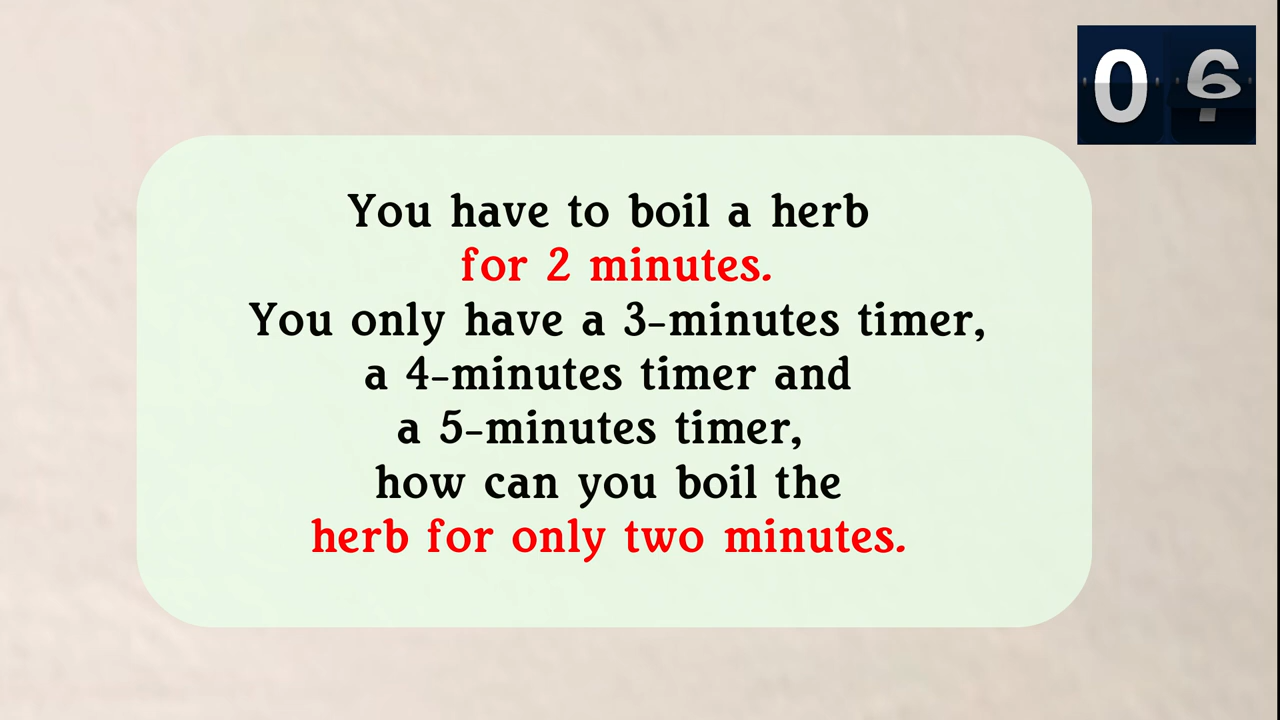 06
You have to boil a herb
for 2 minutes.
You only have a 3-minutes timer,
a 4-minutes timer and
a 5-minutes timer,
how can you boil the
herb for only two minutes.